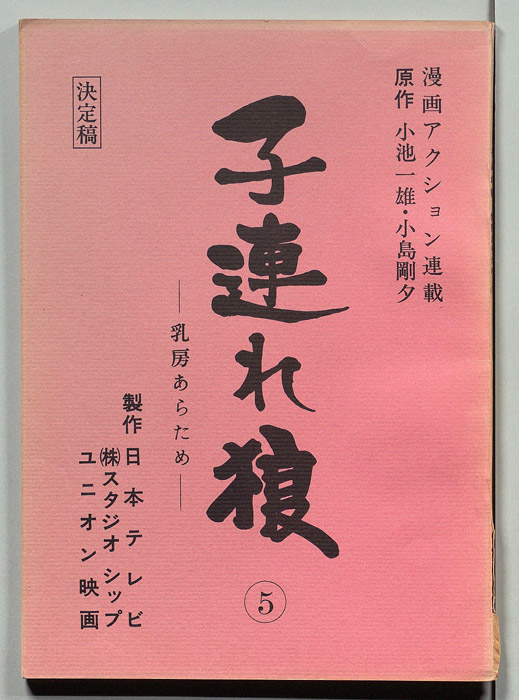 漫画アクション連載
原作 小池一雄・小島剛夕
子連れ狼
⑤
―乳房あらため―
決定稿
製作 日本テレビ
㈱スタジオシップ
ユニオン映画